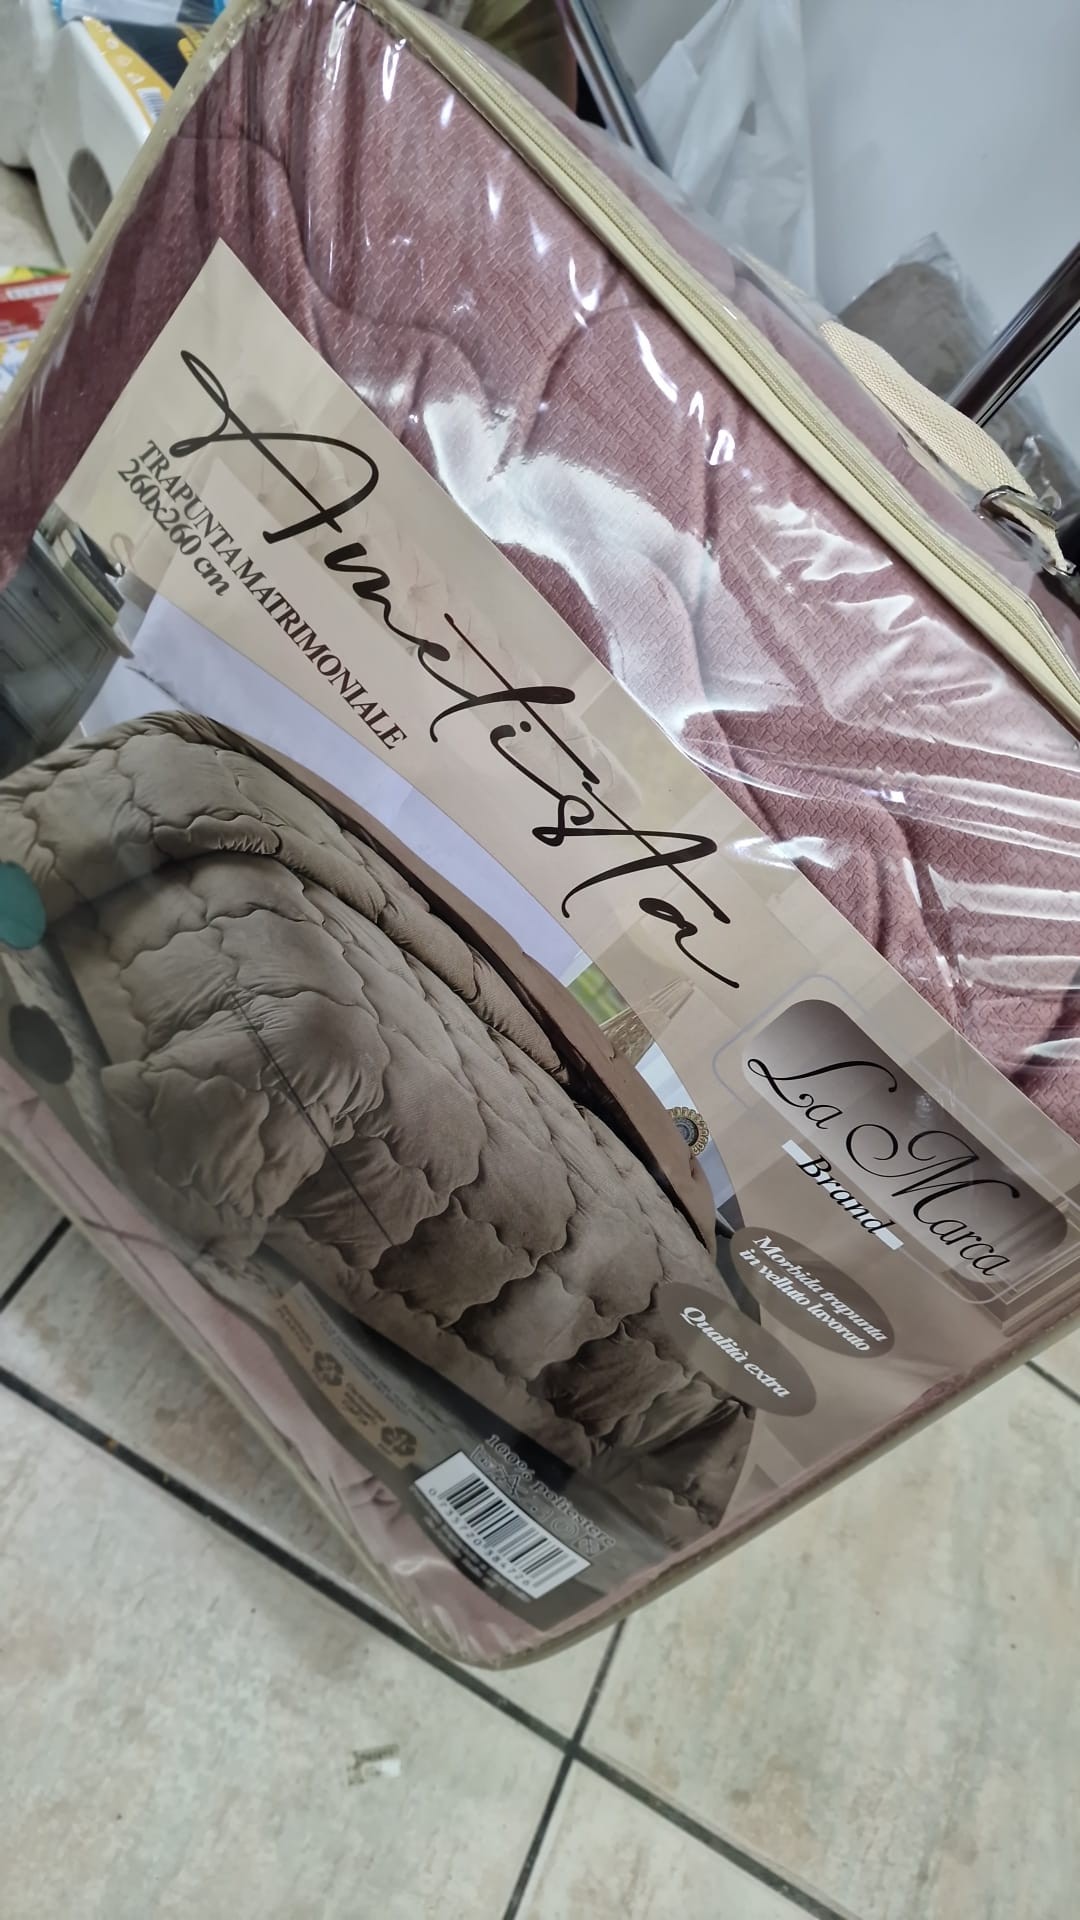 Ametista
TRAPUNTA MATRIMONIALE
260x260 cm
La Marca
Brand
Morbida trapunta
in velluto lavorato
Qualità extra
100% poliestere